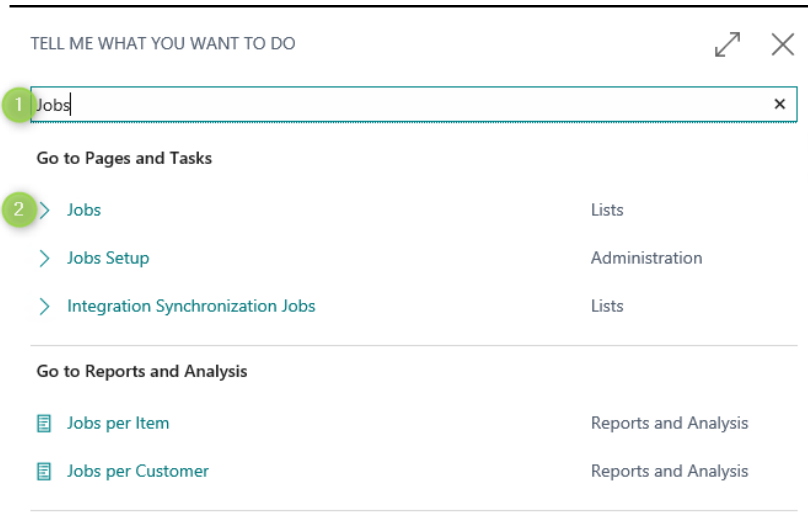 TELL ME WHAT YOU WANT TO DO
1 Jobs
Go to Pages and Tasks
2 Jobs Lists
Jobs Setup Administration
Integration Synchronization Jobs Lists
Go to Reports and Analysis
Jobs per Item Reports and Analysis
Jobs per Customer Reports and Analysis